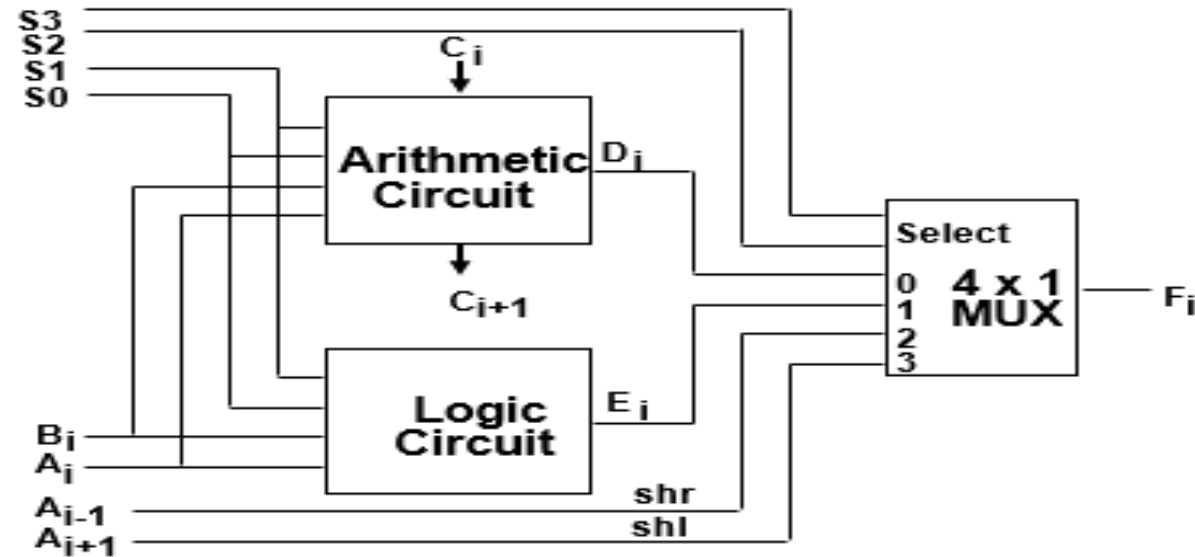 S3
S2
S1
S0
Ci
Arithmetic
Circuit
Di
Ci+1
Select
0
1
2
3
4 x 1
MUX
Fi
Logic
Circuit
Ei
Bi
Ai
Ai-1
shr
Ai+1
shl